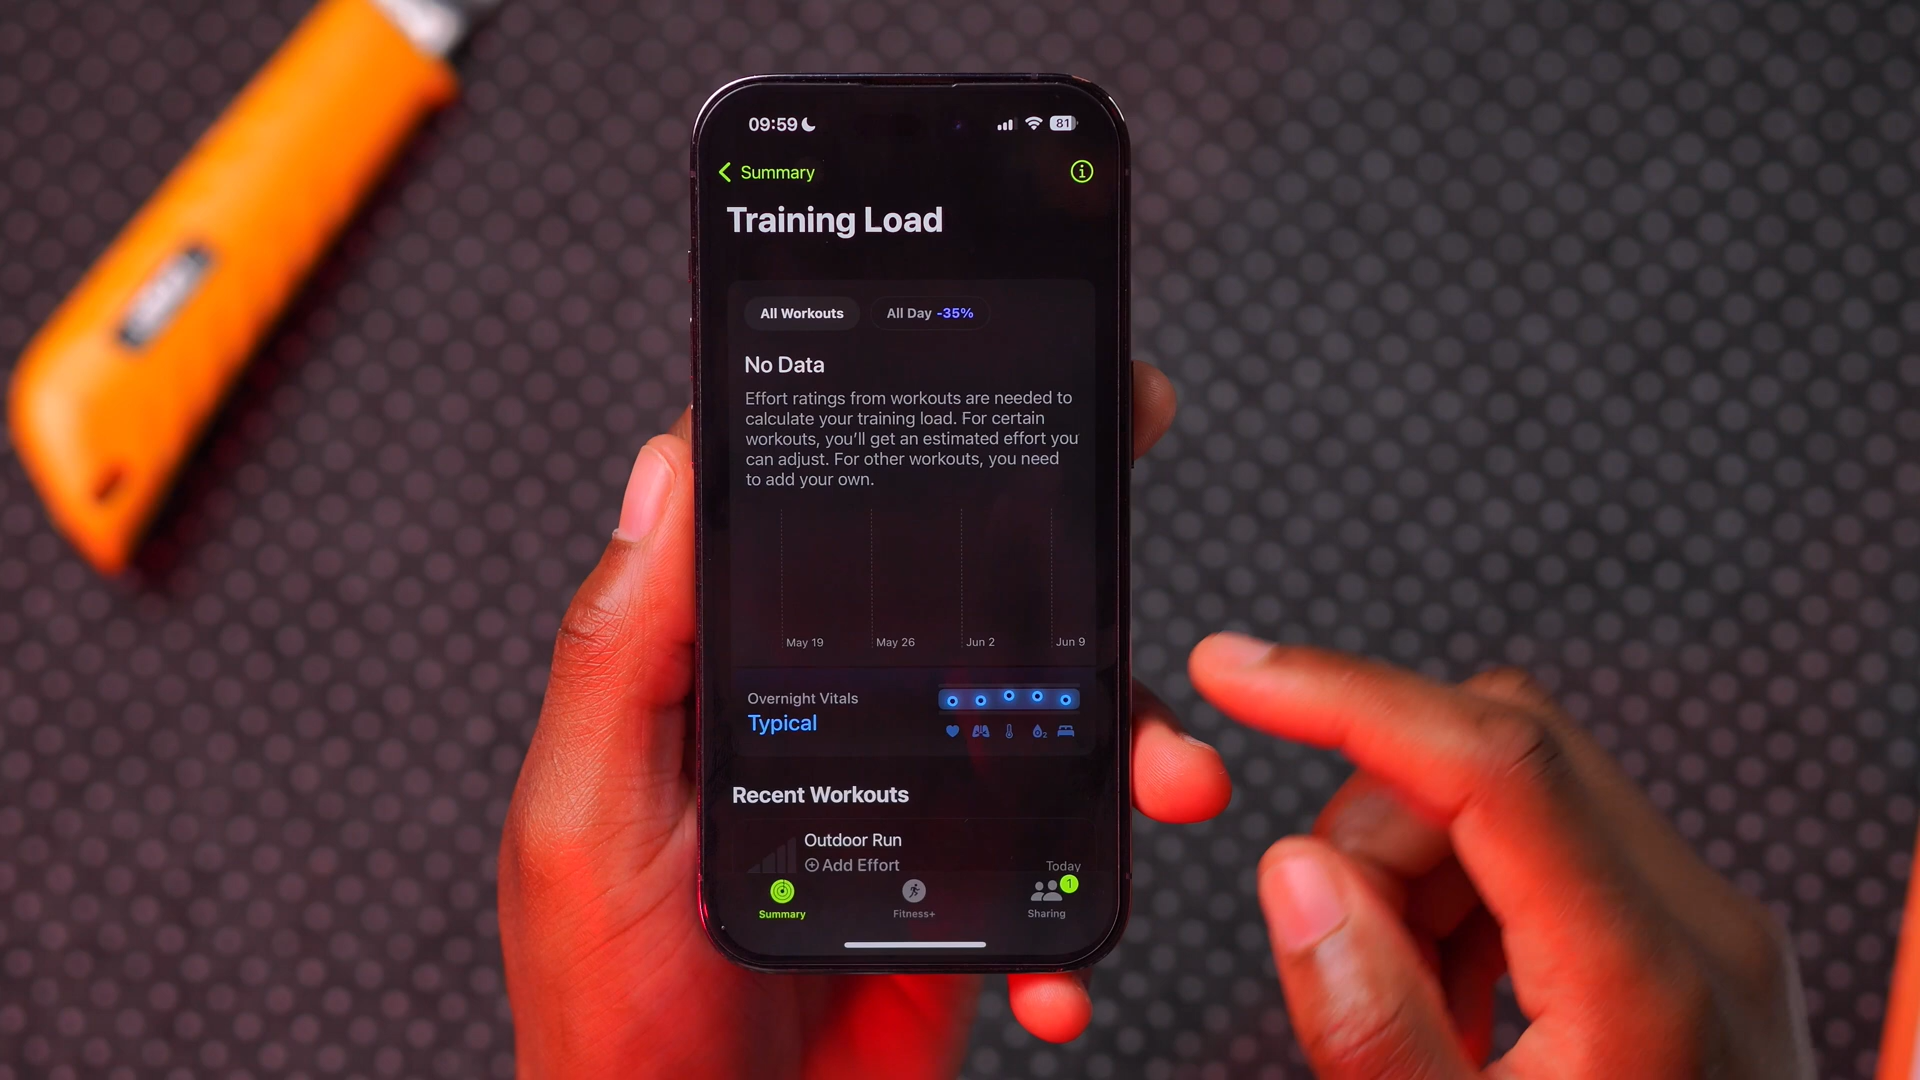 09:59
81
Summary
Training Load
All Workouts
All Day -35%
No Data
Effort ratings from workouts are needed to
calculate your training load. For certain
workouts, you'll get an estimated effort you
can adjust. For other workouts, you need
to add your own.
May 19
May 26
Jun 2
Jun 9
Overnight Vitals
Typical
Recent Workouts
Outdoor Run
Add Effort
Today
1
Summary
Fitness+
Sharing